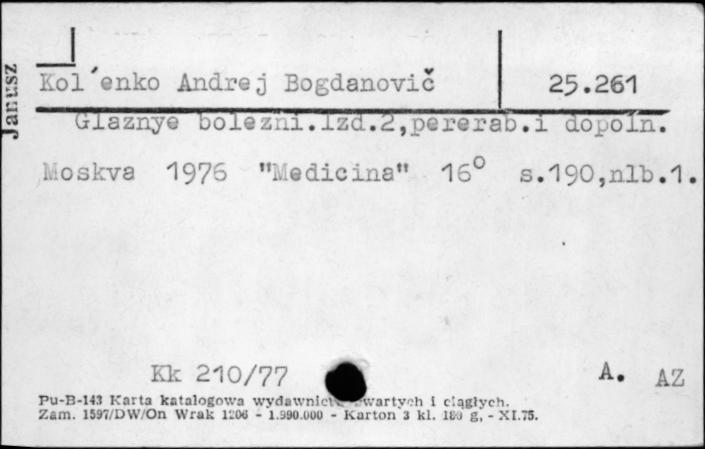 Janusz
Kol´enko Andrej Bogdanovič 25.261
Glaznye bolezni.Izd.2,pererab.i dopoln.
Moskva 1976 "Medicina" 16° s.190,nlb.1.
Kk 210/77 A. AZ
Pu-B-143 Karta katalogowa wydawnict wartych i ciągłych.
Zam. 1597/DW/On Wrak 1206 - 1.990.000 - Karton 3 kl. 180 g, - XI.75.